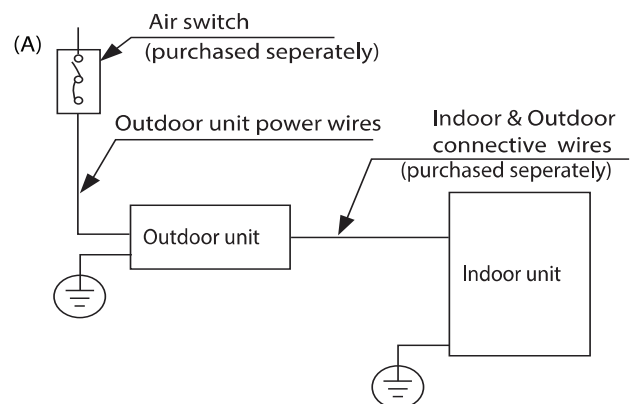 (A)
Air switch
(purchased seperately)
Outdoor unit power wires
Indoor & Outdoor
connective wires
(purchased seperately)
Outdoor unit
Indoor unit